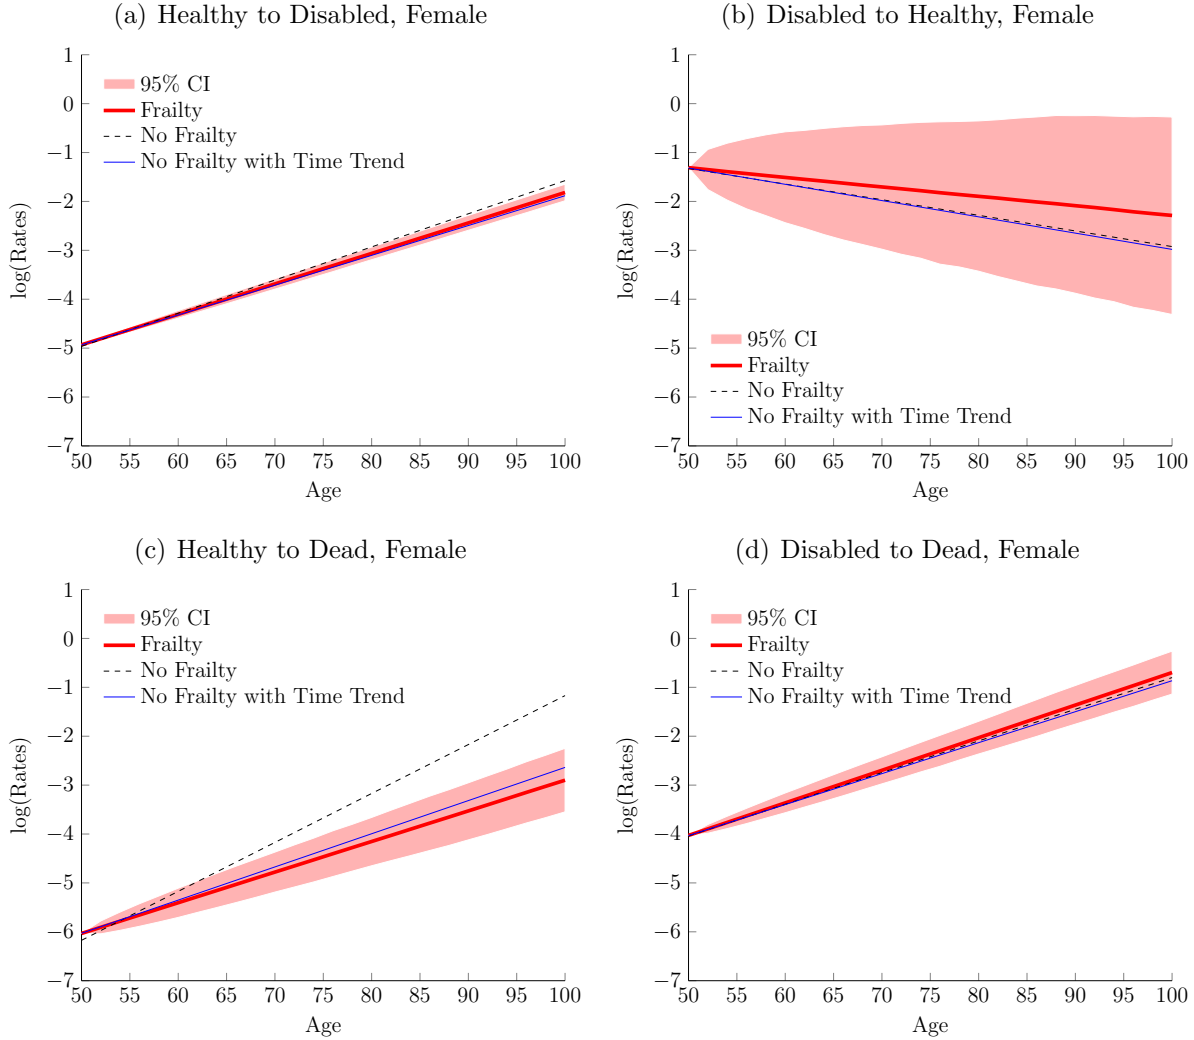 (a) Healthy to Disabled, Female
1
0
−1
−2
−3
−4
−5
−6
−7
log(Rates)
95% CI
Frailty
No Frailty
No Frailty with Time Trend
50 55 60 65 70 75 80 85 90 95 100
Age
(b) Disabled to Healthy, Female
1
0
−1
−2
−3
−4
−5
−6
−7
log(Rates)
95% CI
Frailty
No Frailty
No Frailty with Time Trend
50 55 60 65 70 75 80 85 90 95 100
Age
(c) Healthy to Dead, Female
1
0
−1
−2
−3
−4
−5
−6
−7
log(Rates)
95% CI
Frailty
No Frailty
No Frailty with Time Trend
50 55 60 65 70 75 80 85 90 95 100
Age
(d) Disabled to Dead, Female
1
0
−1
−2
−3
−4
−5
−6
−7
log(Rates)
95% CI
Frailty
No Frailty
No Frailty with Time Trend
50 55 60 65 70 75 80 85 90 95 100
Age